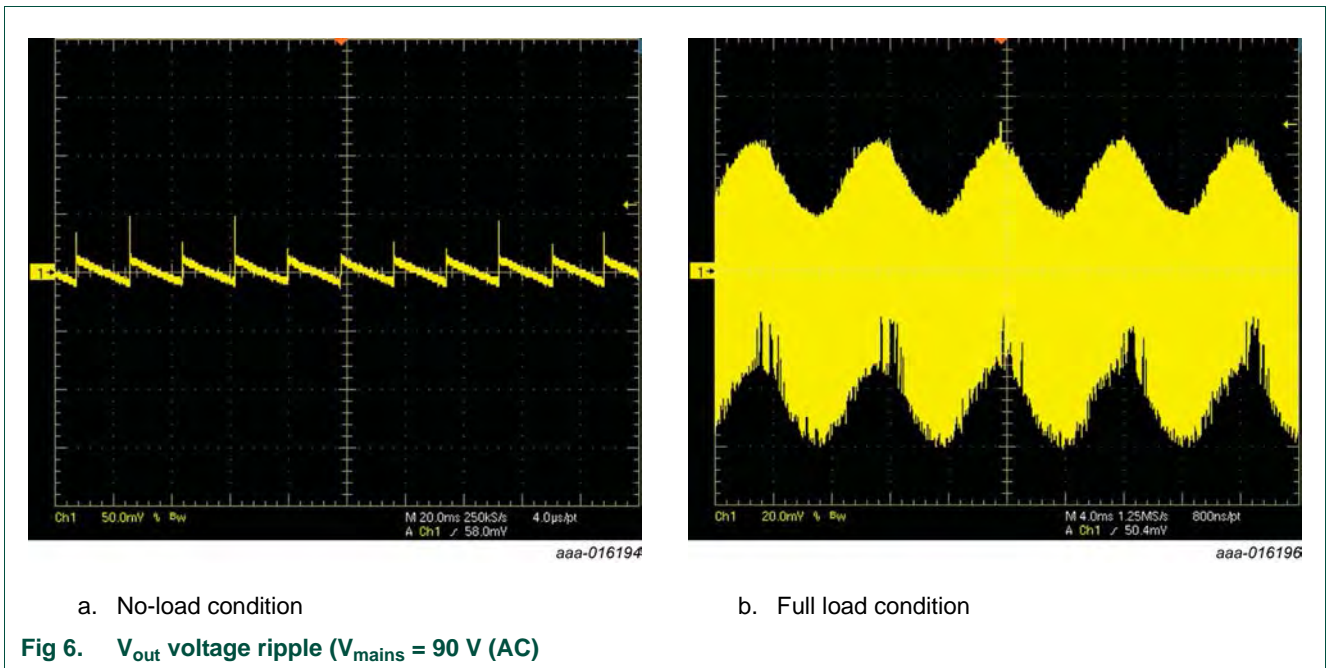 1
Ch1 50.0mV % Bw M 20.0ms 250kS/s 4.0µs/pt
A Ch1 / 58.0mV
aaa-016194
1
Ch1 20.0mV % Bw M 4.0ms 1.25MS/s 800ns/pt
A Ch1 / 50.4mV
aaa-016196
a. No-load condition
b. Full load condition
Fig 6. Vout voltage ripple (Vmains = 90 V (AC)